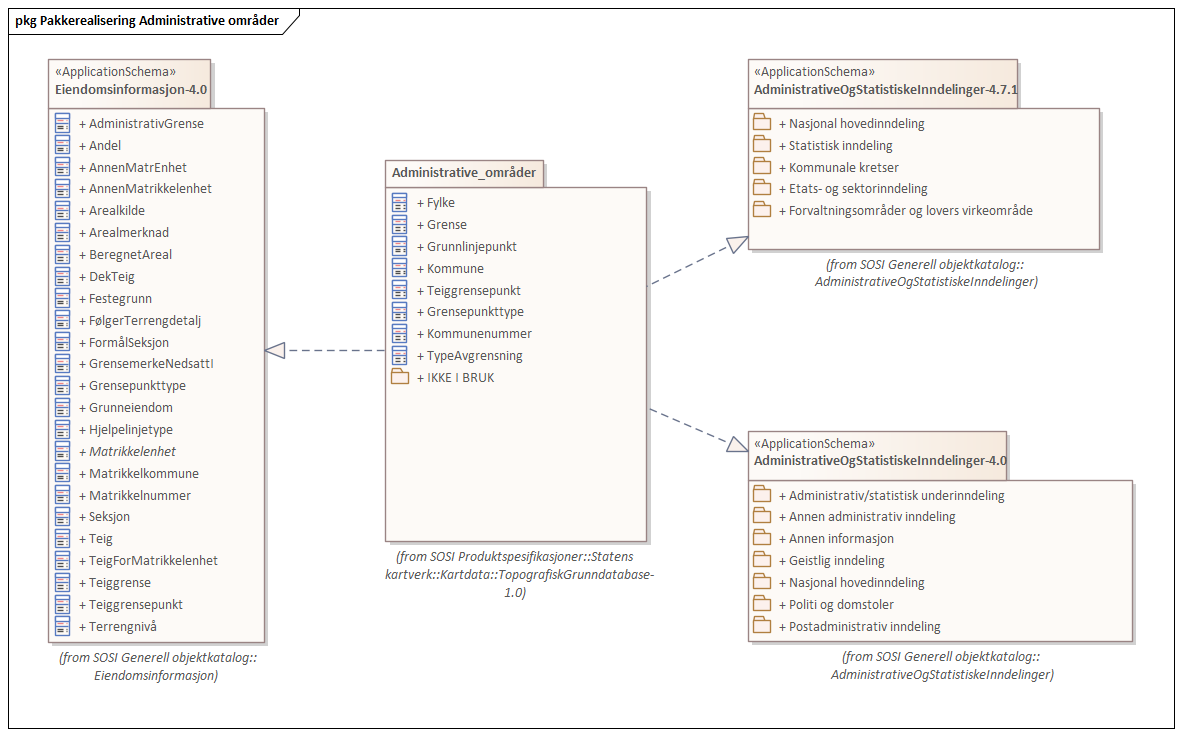 pkg Pakkerealisering Administrative områder
«ApplicationSchema»
Eiendomsinformasjon-4.0
+ AdministrativGrense
+ Andel
+ AnnenMatrEnhet
+ AnnenMatrikkelenhet
+ Arealkilde
+ Arealmerknad
+ BeregnetAreal
+ DekTeig
+ Festegrunn
+ FølgerTerrengdetalj
+ FormålSeksjon
+ GrensemerkeNedsattI
+ Grensepunkttype
+ Grunneiendom
+ Hjelpelinjetype
+ Matrikkelenhet
+ Matrikkelkommune
+ Matrikkelnummer
+ Seksjon
+ Teig
+ TeigForMatrikkelenhet
+ Teiggrense
+ Teiggrensepunkt
+ Terrengnivå
(from SOSI Generell objektkatalog::
Eiendomsinformasjon)
Administrative_områder
+ Fylke
+ Grense
+ Grunnlinjepunkt
+ Kommune
+ Teiggrensepunkt
+ Grensepunkttype
+ Kommunenummer
+ TypeAvgrensning
+ IKKE I BRUK
(from SOSI Produktspesifikasjoner::Statens
kartverk::Kartdata::TopografiskGrunndatabase-
1.0)
«ApplicationSchema»
AdministrativeOgStatistiskeInndelinger-4.7.1
+ Nasjonal hovedinndeling
+ Statistisk inndeling
+ Kommunale kretser
+ Etats- og sektorinndeling
+ Forvaltningsområder og lovers virkeområde
(from SOSI Generell objektkatalog::
AdministrativeOgStatistiskeInndelinger)
«ApplicationSchema»
AdministrativeOgStatistiskeInndelinger-4.0
+ Administrativ/statistisk underinndeling
+ Annen administrativ inndeling
+ Annen informasjon
+ Geistlig inndeling
+ Nasjonal hovedinndeling
+ Politi og domstoler
+ Postadministrativ inndeling
(from SOSI Generell objektkatalog::
AdministrativeOgStatistiskeInndelinger)